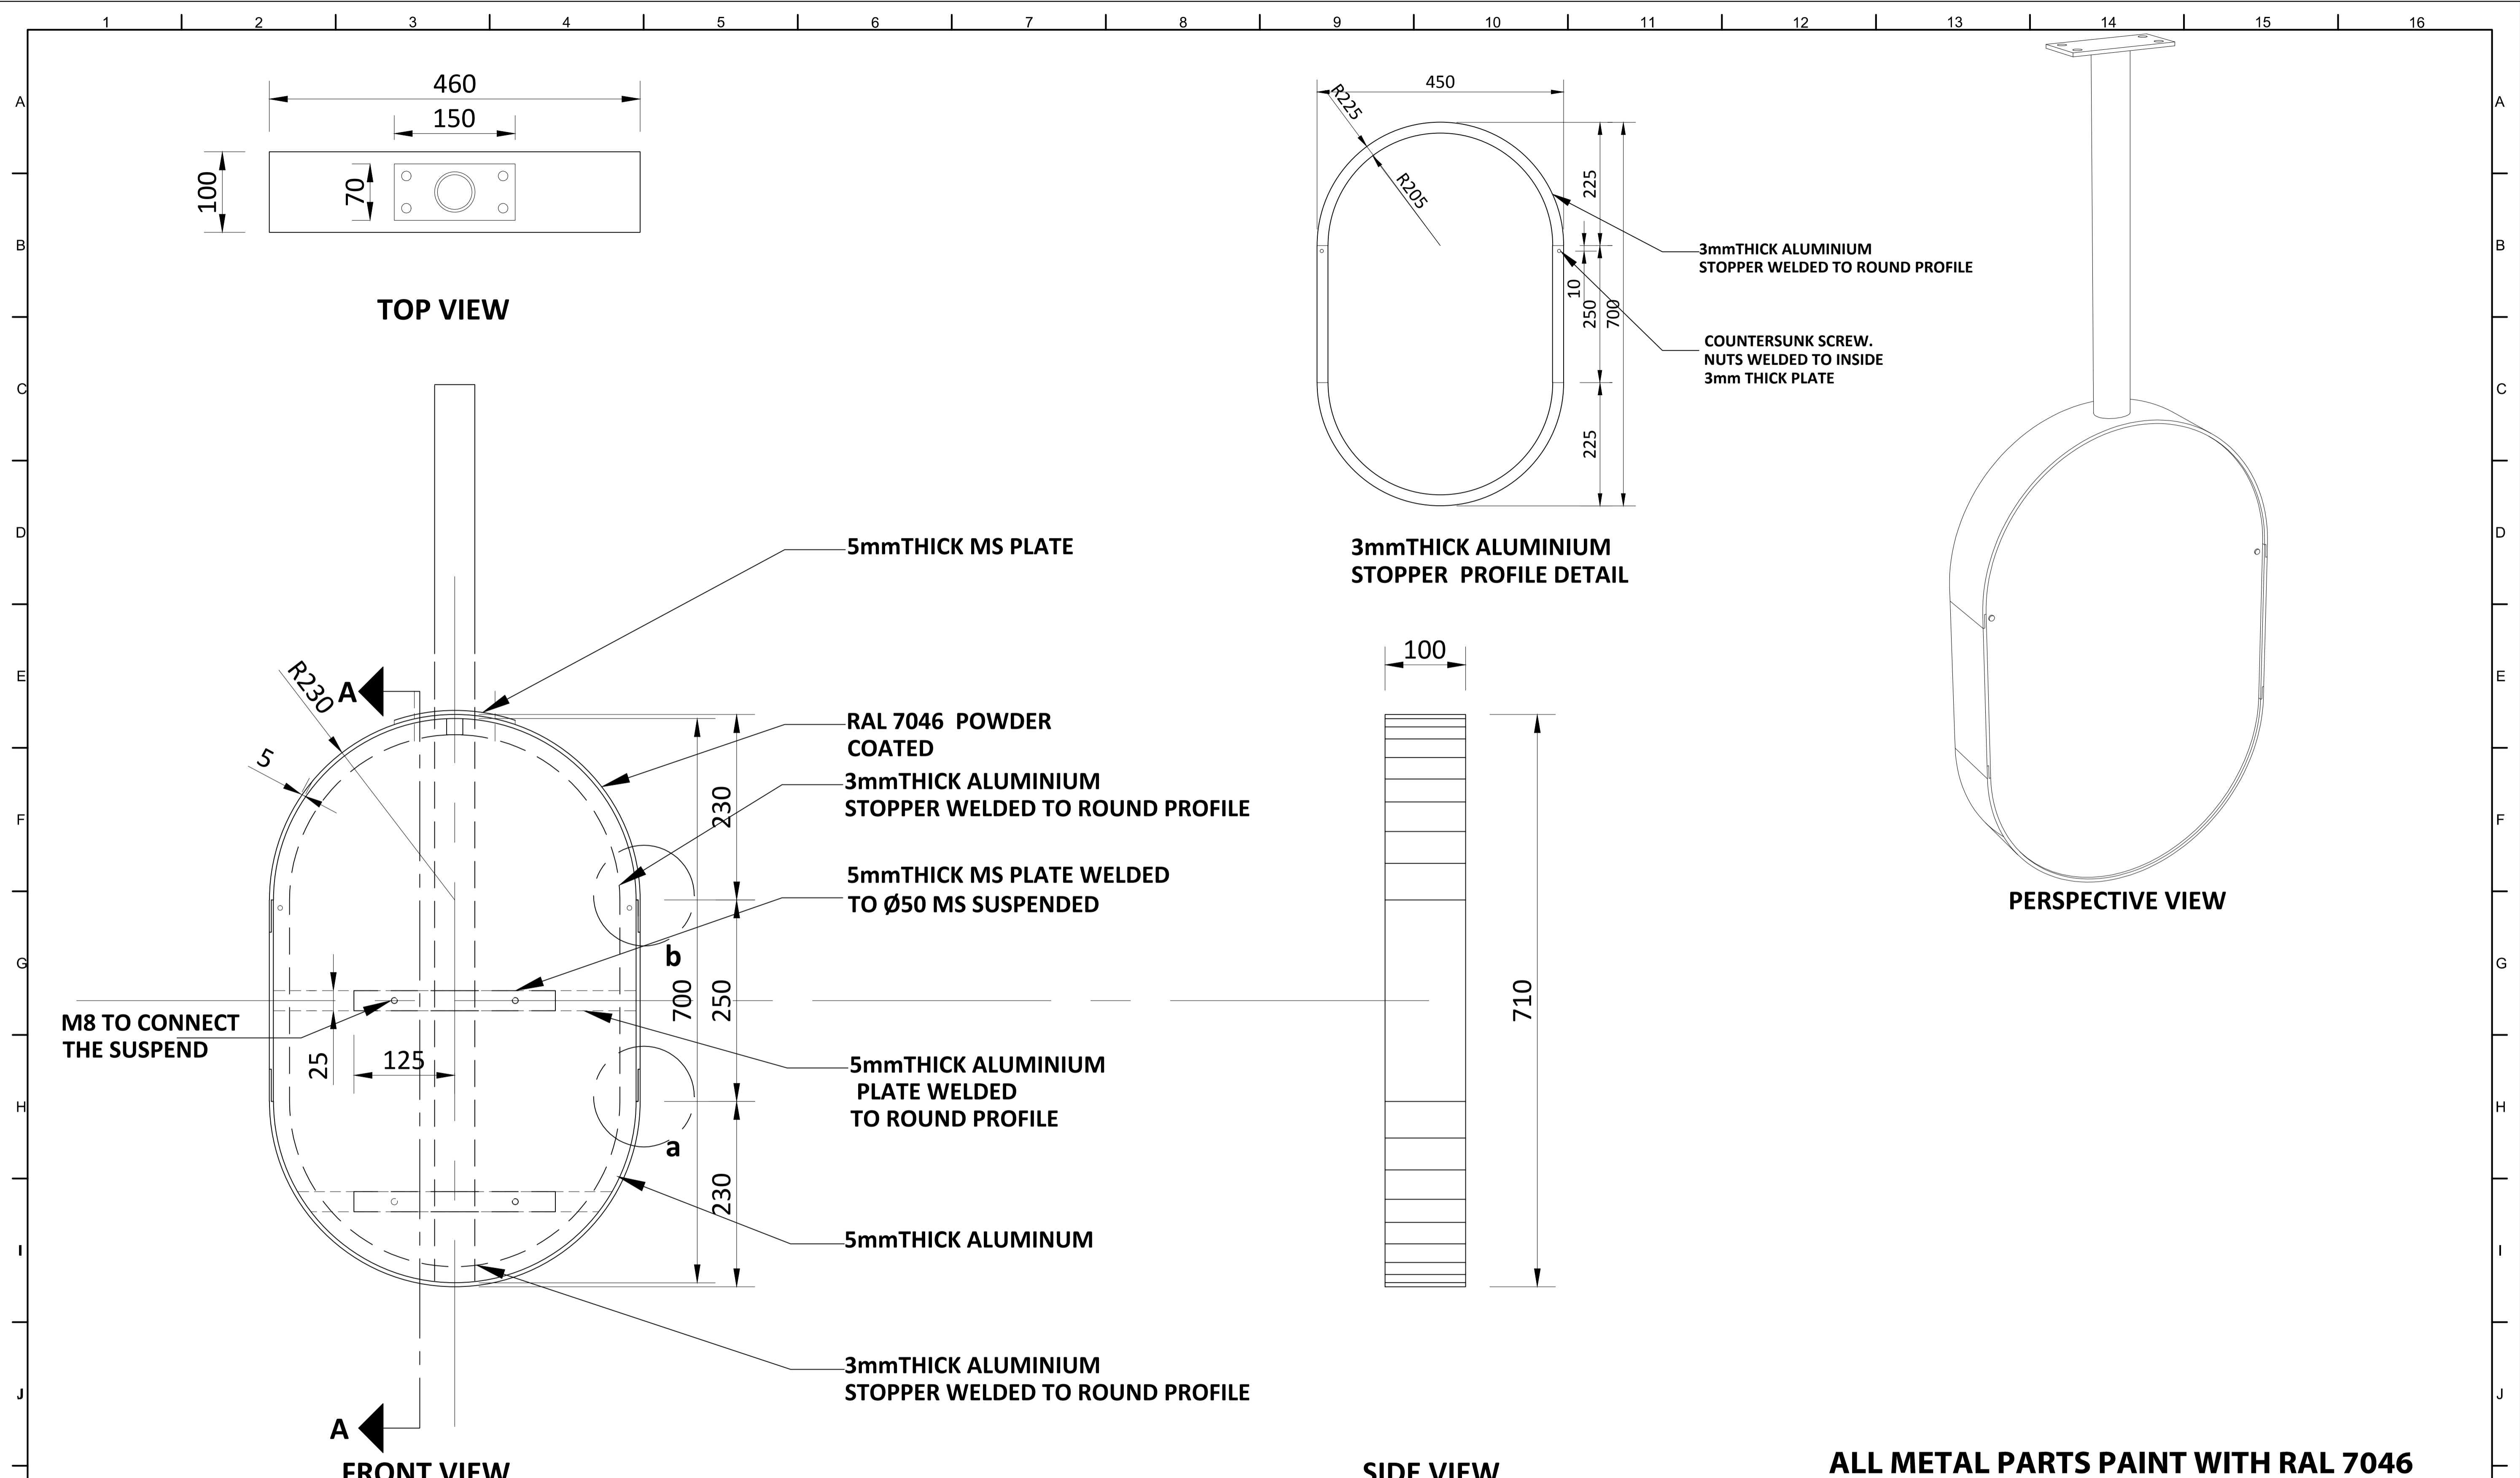 1 2 3 4 5 6 7 8 9 10 11 12 13 14 15 16
A
B
C
D
E
F
G
H
I
J
460
150
100
70
TOP VIEW
450
R225
R205
225
10
250
700
225
3mmTHICK ALUMINIUM
STOPPER WELDED TO ROUND PROFILE
COUNTERSUNK SCREW.
NUTS WELDED TO INSIDE
3mm THICK PLATE
3mmTHICK ALUMINIUM
STOPPER PROFILE DETAIL
PERSPECTIVE VIEW
5mmTHICK MS PLATE
R230
A
5
RAL 7046 POWDER
COATED
3mmTHICK ALUMINIUM
STOPPER WELDED TO ROUND PROFILE
5mmTHICK MS PLATE WELDED
TO Ø50 MS SUSPENDED
230
b
700
250
M8 TO CONNECT
THE SUSPEND
25
125
5mmTHICK ALUMINIUM
PLATE WELDED
TO ROUND PROFILE
a
230
5mmTHICK ALUMINUM
3mmTHICK ALUMINIUM
STOPPER WELDED TO ROUND PROFILE
A
FRONT VIEW
100
710
SIDE VIEW
ALL METAL PARTS PAINT WITH RAL 7046
A
B
C
D
E
F
G
H
I
J